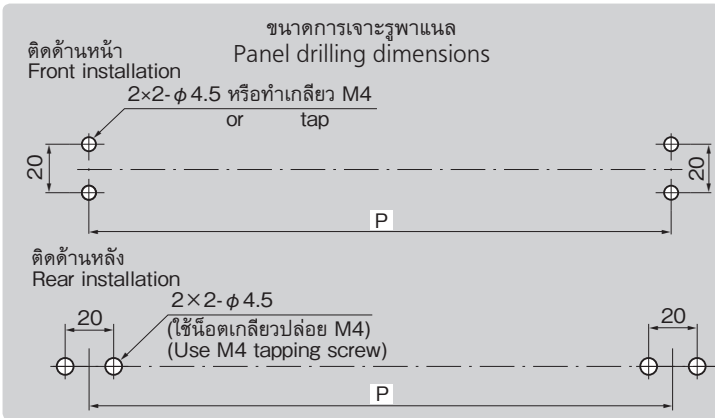 ขนาดการเจาะรูพาแนล
Panel drilling dimensions
ติดด้านหน้า
Front installation
2×2-φ4.5 หรือทำเกลียว M4
or tap
20
20
P
ติดด้านหลัง
Rear installation
2×2-φ4.5
(ใช้น็อตเกลียวปล่อย M4)
(Use M4 tapping screw)
20
20
P